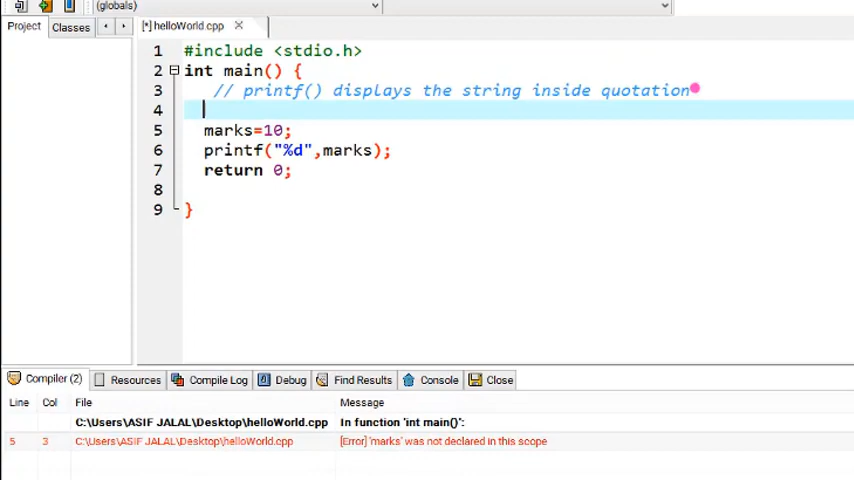 (globals)
Project
Classes
[*] helloWorld.cpp
1 #include <stdio.h>
2 int main() {
3 // printf() displays the string inside quotation
4
5 marks=10;
6 printf("%d",marks);
7 return 0;
8
9 }
Compiler (2) Resources Compile Log Debug Find Results Console Close
Line Col File Message
C:\Users\ASIF JALAL\Desktop\helloWorld.cpp In function 'int main()':
5 3 C:\Users\ASIF JALAL\Desktop\helloWorld.cpp [Error] 'marks' was not declared in this scope